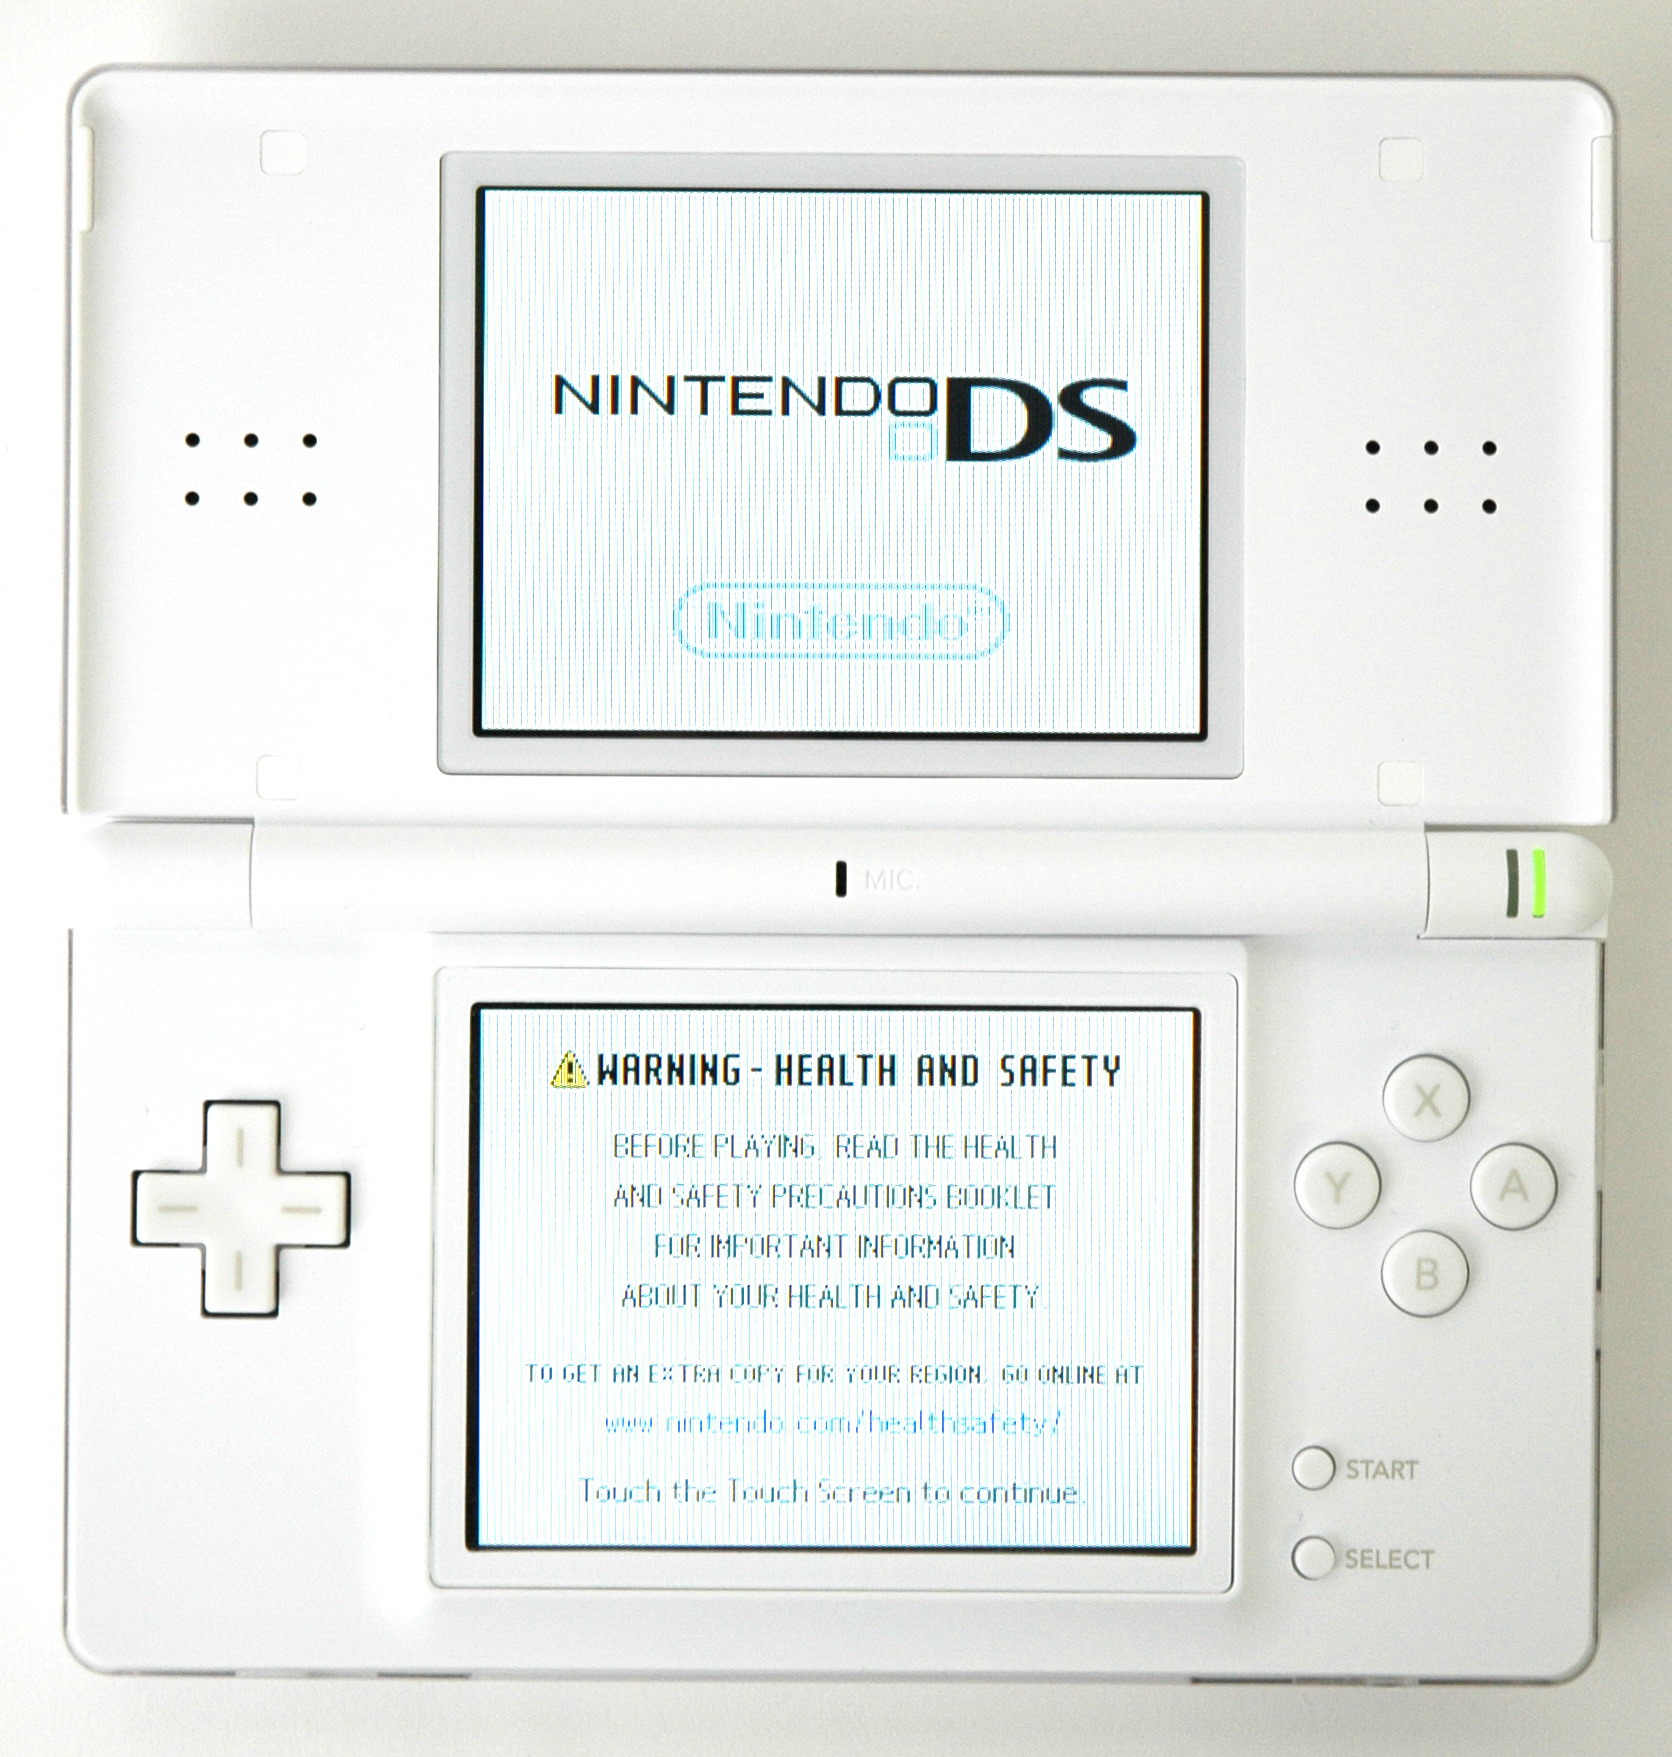 NINTENDO DS
Nintendo
MIC.
WARNING - HEALTH AND SAFETY
BEFORE PLAYING, READ THE HEALTH
AND SAFETY PRECAUTIONS BOOKLET
FOR IMPORTANT INFORMATION
ABOUT YOUR HEALTH AND SAFETY.
TO GET AN EXTRA COPY FOR YOUR REGION, GO ONLINE AT
www.nintendo.com/healthsafety/
Touch the Touch Screen to continue.
X
Y
A
B
START
SELECT